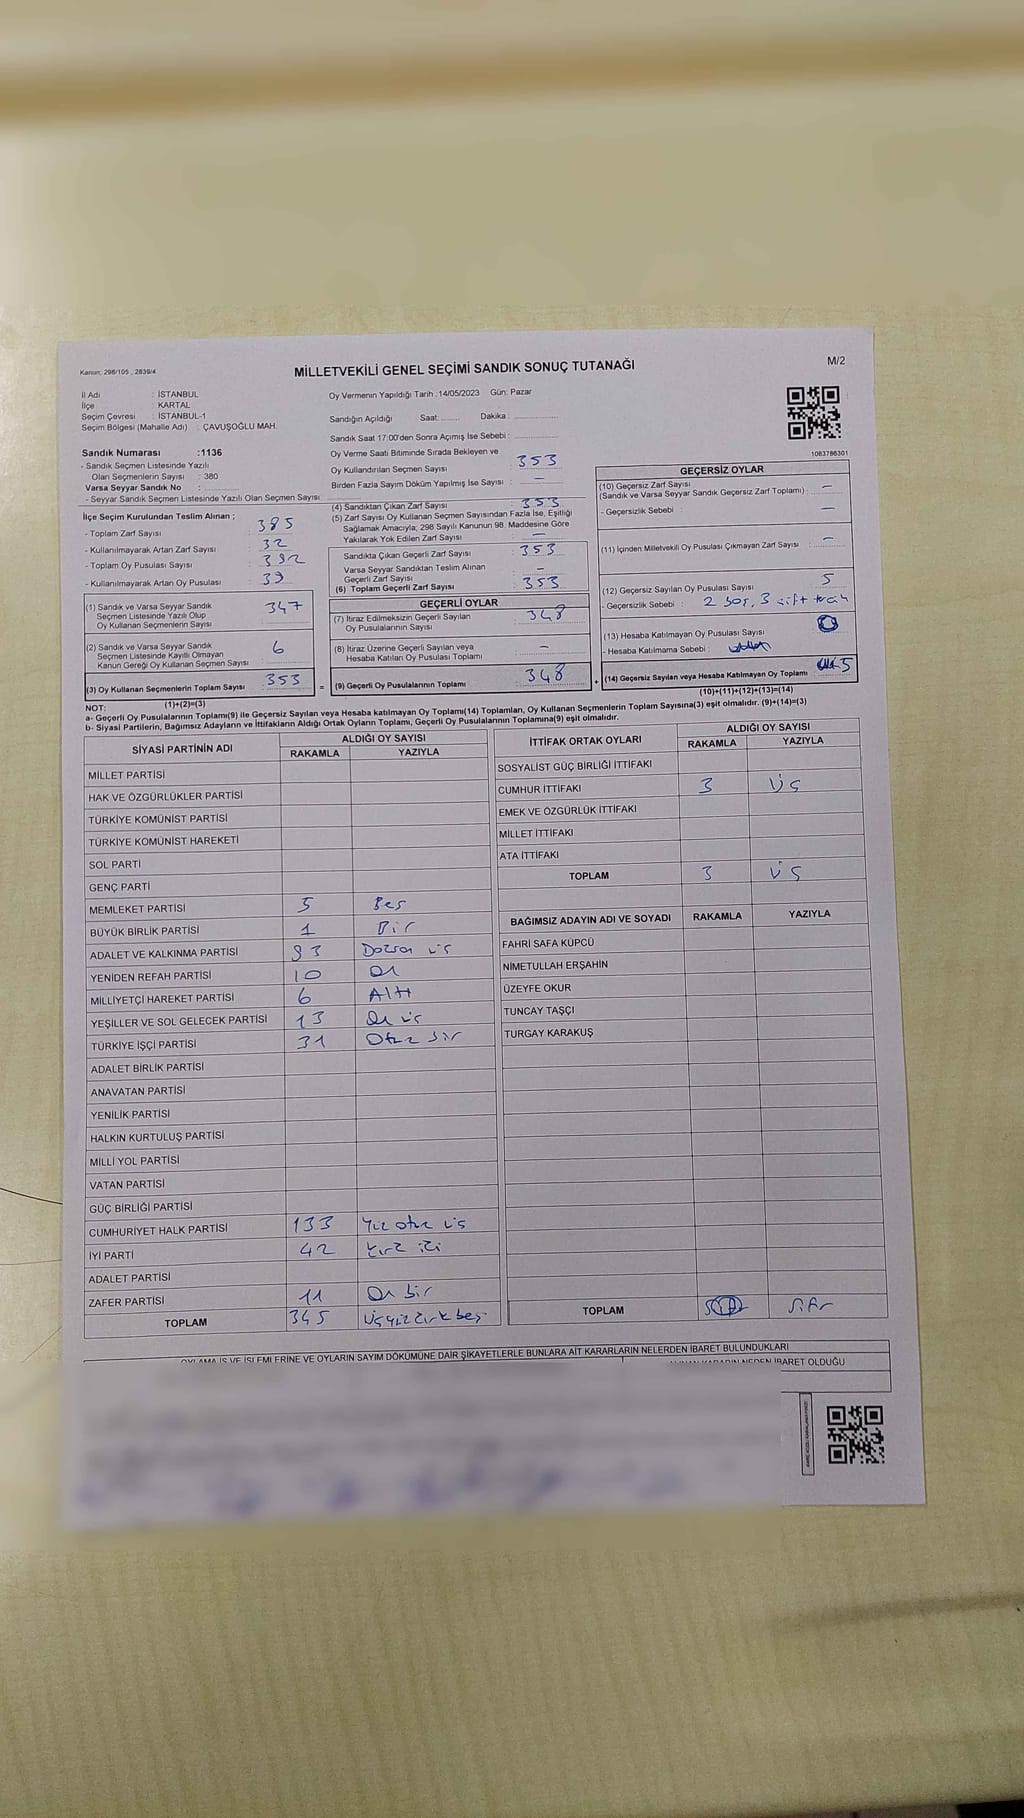 Kanun; 298/105 , 2839/4
MİLLETVEKİLİ GENEL SEÇİMİ SANDIK SONUÇ TUTANAĞI
M/2
İl Adı : İSTANBUL
İlçe : KARTAL
Seçim Çevresi : İSTANBUL-1
Seçim Bölgesi (Mahalle Adı) : ÇAVUŞOĞLU MAH.
Oy Vermenin Yapıldığı Tarih :14/05/2023 Gün: Pazar
Sandığın Açıldığı Saat: ....... Dakika : ...............
Sandık Saat 17:00'den Sonra Açımış İse Sebebi : ...............
Sandık Numarası :1136
- Sandık Seçmen Listesinde Yazılı
Olan Seçmenlerin Sayısı : 380
Varsa Seyyar Sandık No : ...............
- Seyyar Sandık Seçmen Listesinde Yazılı Olan Seçmen Sayısı
Oy Verme Saati Bitiminde Sırada Bekleyen ve
Oy Kullandırılan Seçmen Sayısı : 353
Birden Fazla Sayım Döküm Yapılmış İse Sayısı : –
1083786301
İlçe Seçim Kurulundan Teslim Alınan ;
- Toplam Zarf Sayısı : 385
- Kullanılmayarak Artan Zarf Sayısı : 32
- Toplam Oy Pusulası Sayısı : 392
- Kullanılmayarak Artan Oy Pusulası : 39
(1) Sandık ve Varsa Seyyar Sandık
Seçmen Listesinde Yazılı Olup
Oy Kullanan Seçmenlerin Sayısı : 347
(2) Sandık ve Varsa Seyyar Sandık
Seçmen Listesinde Kayıtlı Olmayan
Kanun Gereği Oy Kullanan Seçmen Sayısı : 6
(3) Oy Kullanan Seçmenlerin Toplam Sayısı : 353
(1)+(2)=(3)
(4) Sandıktan Çıkan Zarf Sayısı : 353
(5) Zarf Sayısı Oy Kullanan Seçmen Sayısından Fazla İse, Eşitliği
Sağlamak Amacıyla; 298 Sayılı Kanunun 98. Maddesine Göre
Yakılarak Yok Edilen Zarf Sayısı : –
Sandıkta Çıkan Geçerli Zarf Sayısı : 353
Varsa Seyyar Sandıktan Teslim Alınan
Geçerli Zarf Sayısı : –
(6) Toplam Geçerli Zarf Sayısı : 353
GEÇERLİ OYLAR
(7) İtiraz Edilmeksizin Geçerli Sayılan
Oy Pusulalarının Sayısı : 348
(8) İtiraz Üzerine Geçerli Sayılan veya
Hesaba Katılan Oy Pusulası Toplamı : –
= (9) Geçerli Oy Pusulalarının Toplamı : 348
GEÇERSİZ OYLAR
(10) Geçersiz Zarf Sayısı
(Sandık ve Varsa Seyyar Sandık Geçersiz Zarf Toplamı) : –
- Geçersizlik Sebebi : –
(11) İçinden Milletvekili Oy Pusulası Çıkmayan Zarf Sayısı : –
(12) Geçersiz Sayılan Oy Pusulası Sayısı : 5
- Geçersizlik Sebebi : 2 boş, 3 çift tercih
(13) Hesaba Katılmayan Oy Pusulası Sayısı : 0
- Hesaba Katılmama Sebebi :
+ (14) Geçersiz Sayılan veya Hesaba Katılmayan Oy Toplamı 5
(10)+(11)+(12)+(13)=(14)
NOT:
a- Geçerli Oy Pusulalarının Toplamı(9) ile Geçersiz Sayılan veya Hesaba katılmayan Oy Toplamı(14) Toplamları, Oy Kullanan Seçmenlerin Toplam Sayısına(3) eşit olmalıdır. (9)+(14)=(3)
b- Siyasi Partilerin, Bağımsız Adayların ve İttifakların Aldığı Ortak Oyların Toplamı, Geçerli Oy Pusulalarının Toplamına(9) eşit olmalıdır.
SİYASİ PARTİNİN ADI
ALDIĞI OY SAYISI
RAKAMLA YAZIYLA
MİLLET PARTİSİ
HAK VE ÖZGÜRLÜKLER PARTİSİ
TÜRKİYE KOMÜNİST PARTİSİ
TÜRKİYE KOMÜNİST HAREKETİ
SOL PARTİ
GENÇ PARTİ
MEMLEKET PARTİSİ 5 Beş
BÜYÜK BİRLİK PARTİSİ 1 Bir
ADALET VE KALKINMA PARTİSİ 93 Doksan üç
YENİDEN REFAH PARTİSİ 10 On
MİLLİYETÇİ HAREKET PARTİSİ 6 Altı
YEŞİLLER VE SOL GELECEK PARTİSİ 13 On üç
TÜRKİYE İŞÇİ PARTİSİ 31 Otuz bir
ADALET BİRLİK PARTİSİ
ANAVATAN PARTİSİ
YENİLİK PARTİSİ
HALKIN KURTULUŞ PARTİSİ
MİLLİ YOL PARTİSİ
VATAN PARTİSİ
GÜÇ BİRLİĞİ PARTİSİ
CUMHURİYET HALK PARTİSİ 133 Yüz otuz üç
İYİ PARTİ 42 Kırk iki
ADALET PARTİSİ
ZAFER PARTİSİ 11 On bir
TOPLAM 345 Üçyüz kırk beş
İTTİFAK ORTAK OYLARI
ALDIĞI OY SAYISI
RAKAMLA YAZIYLA
SOSYALİST GÜÇ BİRLİĞİ İTTİFAKI
CUMHUR İTTİFAKI 3 Üç
EMEK VE ÖZGÜRLÜK İTTİFAKI
MİLLET İTTİFAKI
ATA İTTİFAKI
TOPLAM 3 Üç
BAĞIMSIZ ADAYIN ADI VE SOYADI RAKAMLA YAZIYLA
FAHRİ SAFA KÜPCÜ
NİMETULLAH ERŞAHİN
ÜZEYFE OKUR
TUNCAY TAŞÇI
TURGAY KARAKUŞ
TOPLAM Sıfır
OYLAMA İŞ VE İŞLEMLERİNE VE OYLARIN SAYIM DÖKÜMÜNE DAİR ŞİKAYETLERLE BUNLARA AİT KARARLARIN NELERDEN İBARET BULUNDUKLARI
KARARIN NEDEN İBARET OLDUĞU